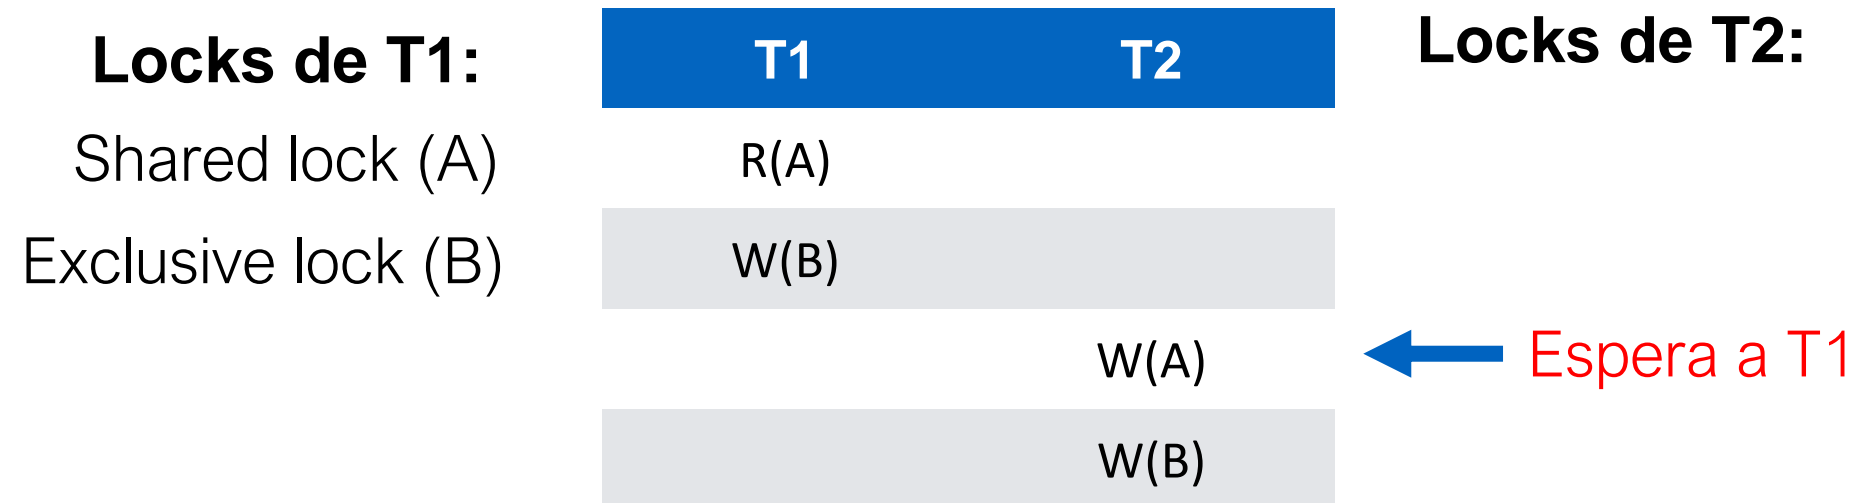 Locks de T1:
T1 T2
Locks de T2:
Shared lock (A)
R(A)
Exclusive lock (B)
W(B)
W(A)
Espera a T1
W(B)